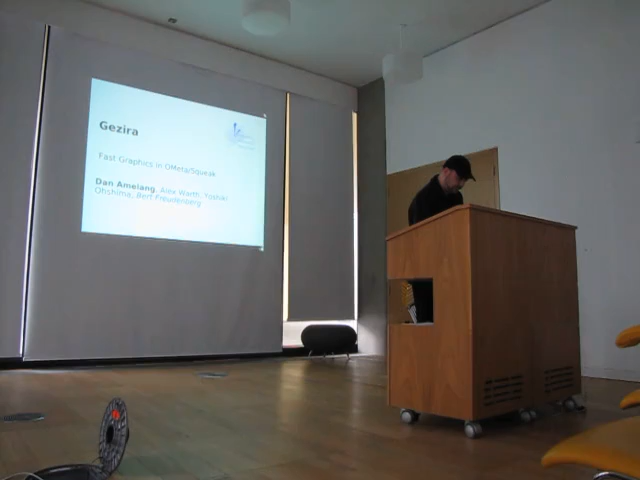 Gezira
Fast Graphics in OMeta/Squeak
Dan Amelang, Alex Warth, Yoshiki
Ohshima, Bert Freudenberg